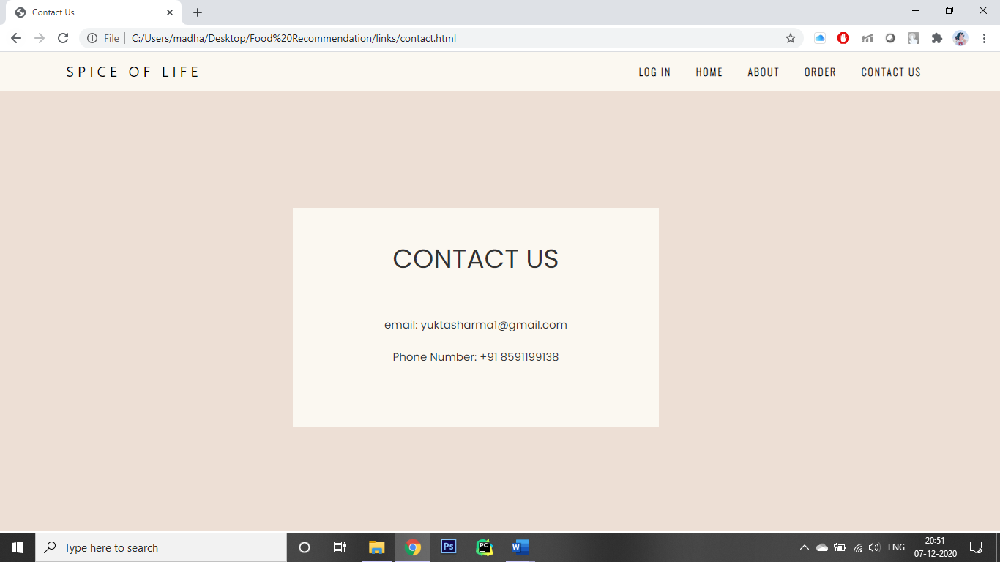 Contact Us
File C:/Users/madha/Desktop/Food%20Recommendation/links/contact.html
SPICE OF LIFE LOG IN HOME ABOUT ORDER CONTACT US
CONTACT US
email: yuktasharma1@gmail.com
Phone Number: +91 8591199138
Type here to search
Ps
PC
W
ENG
20:51
07-12-2020